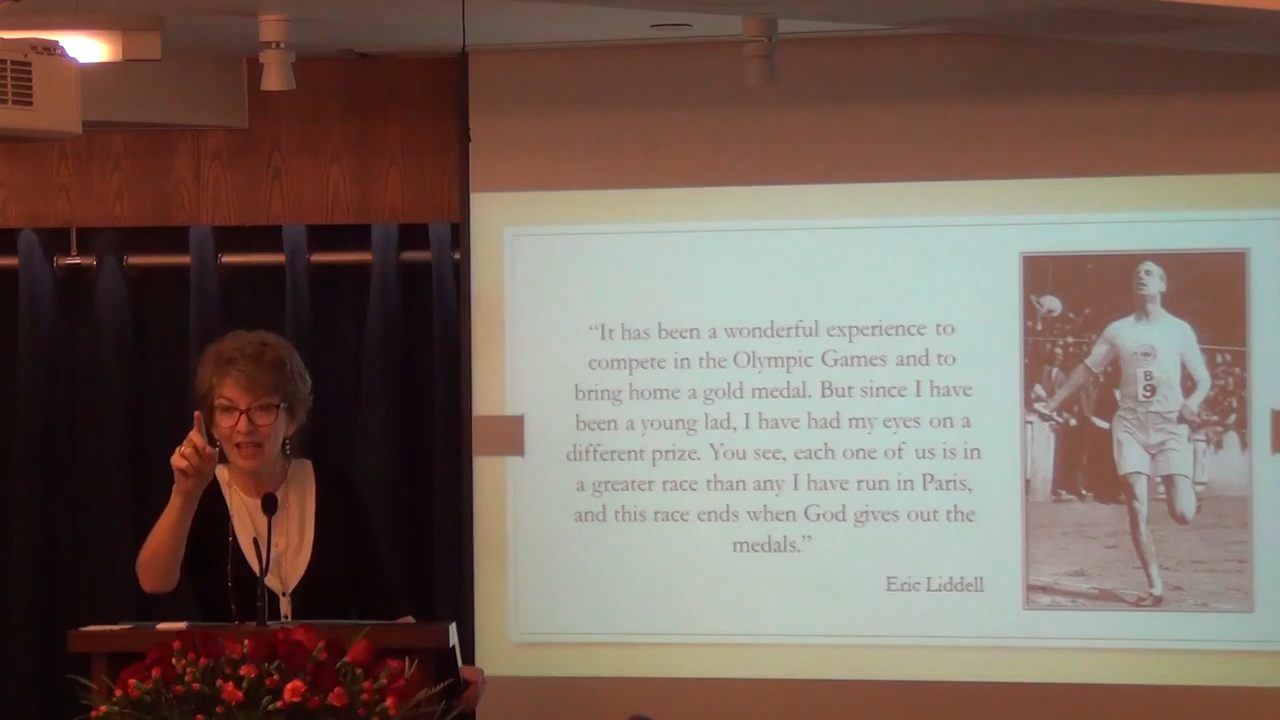 “It has been a wonderful experience to
compete in the Olympic Games and to
bring home a gold medal. But since I have
been a young lad, I have had my eyes on a
different prize. You see, each one of us is in
a greater race than any I have run in Paris,
and this race ends when God gives out the
medals.”
Eric Liddell
B
9